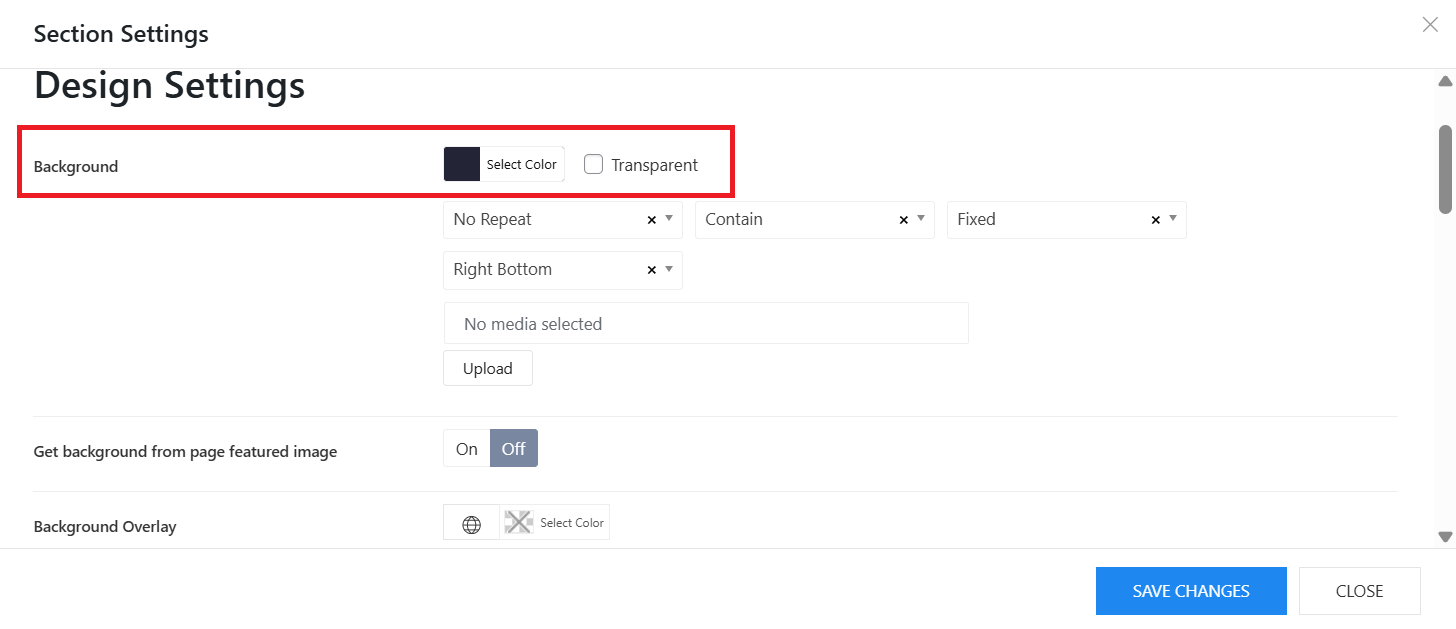 Section Settings
Design Settings
Background
Select Color
Transparent
No Repeat
Contain
Fixed
Right Bottom
No media selected
Upload
Get background from page featured image
On
Off
Background Overlay
Select Color
SAVE CHANGES
CLOSE